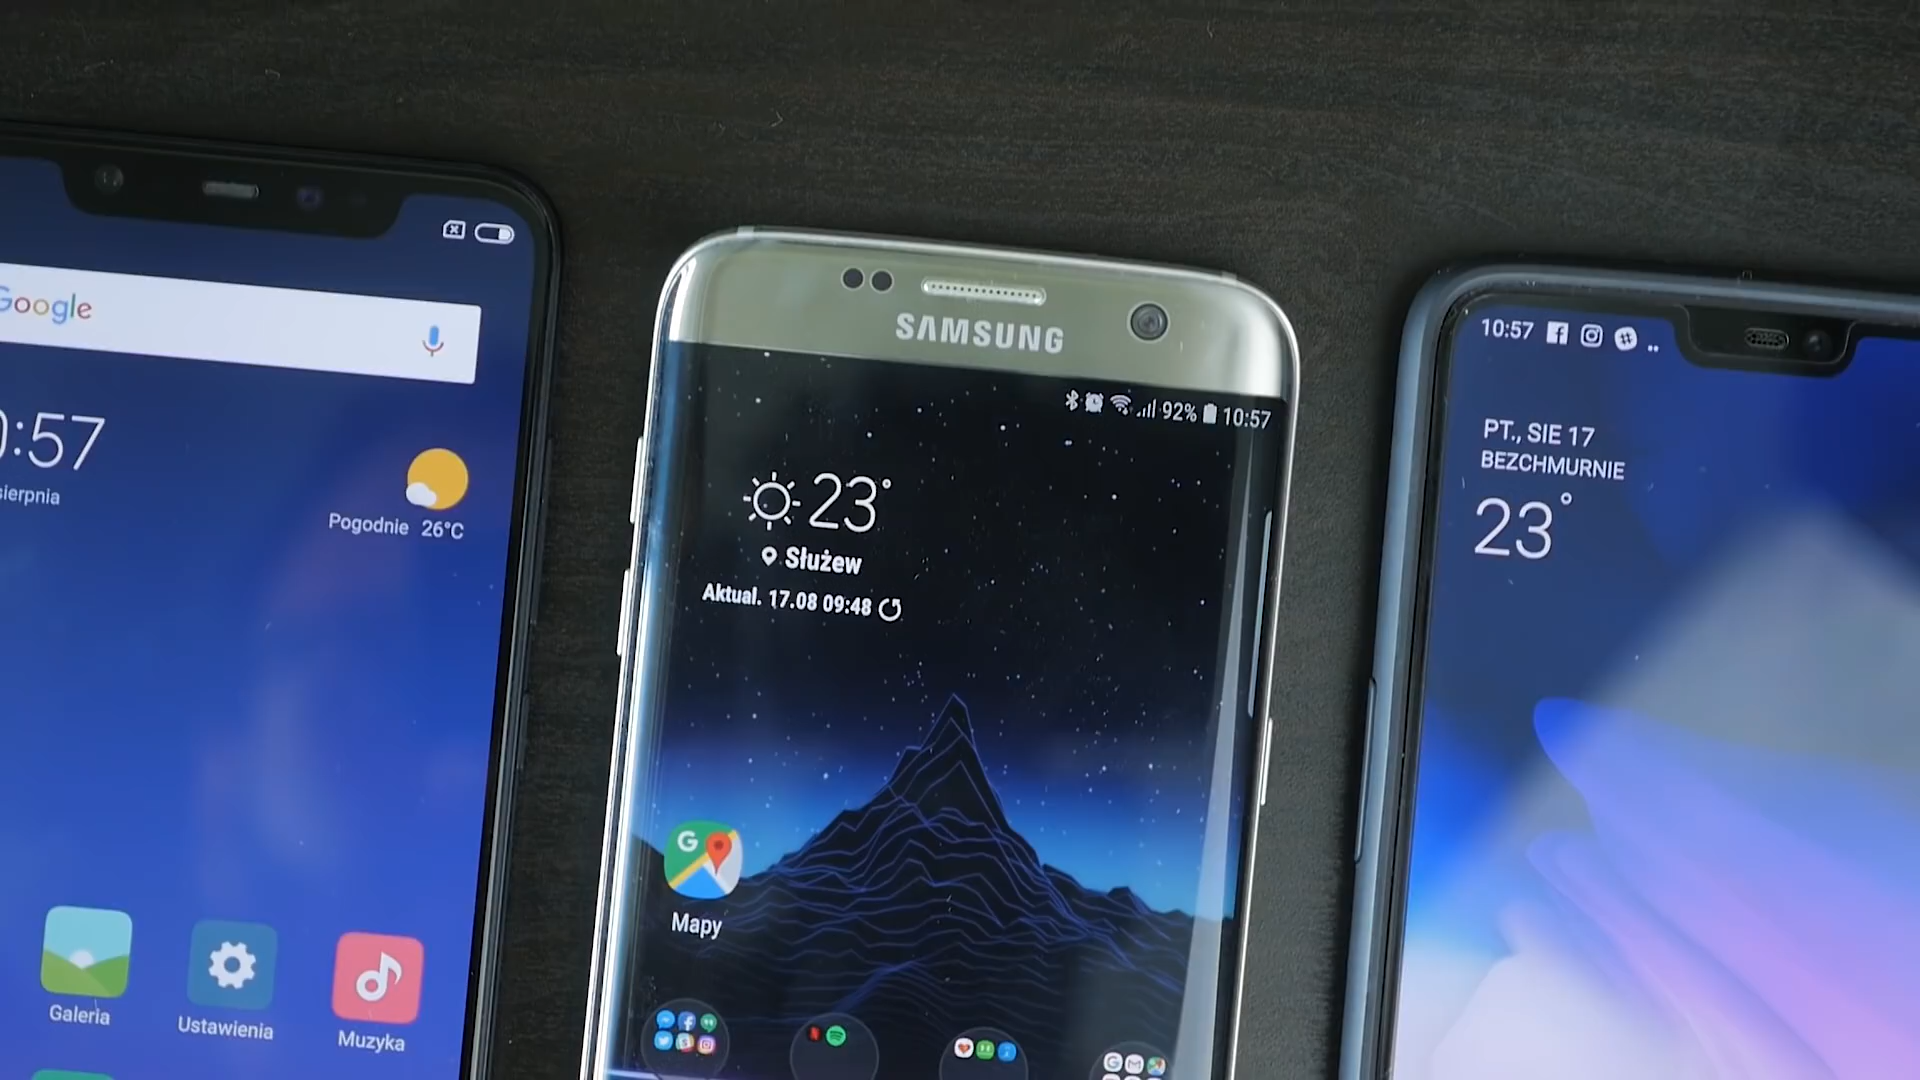 Google
:57
sierpnia
Pogodnie 26°C
Galeria
Ustawienia
Muzyka
SAMSUNG
92% 10:57
23°
Służew
Aktual. 17.08 09:48
G
Mapy
10:57
PT., SIE 17
BEZCHMURNIE
23°